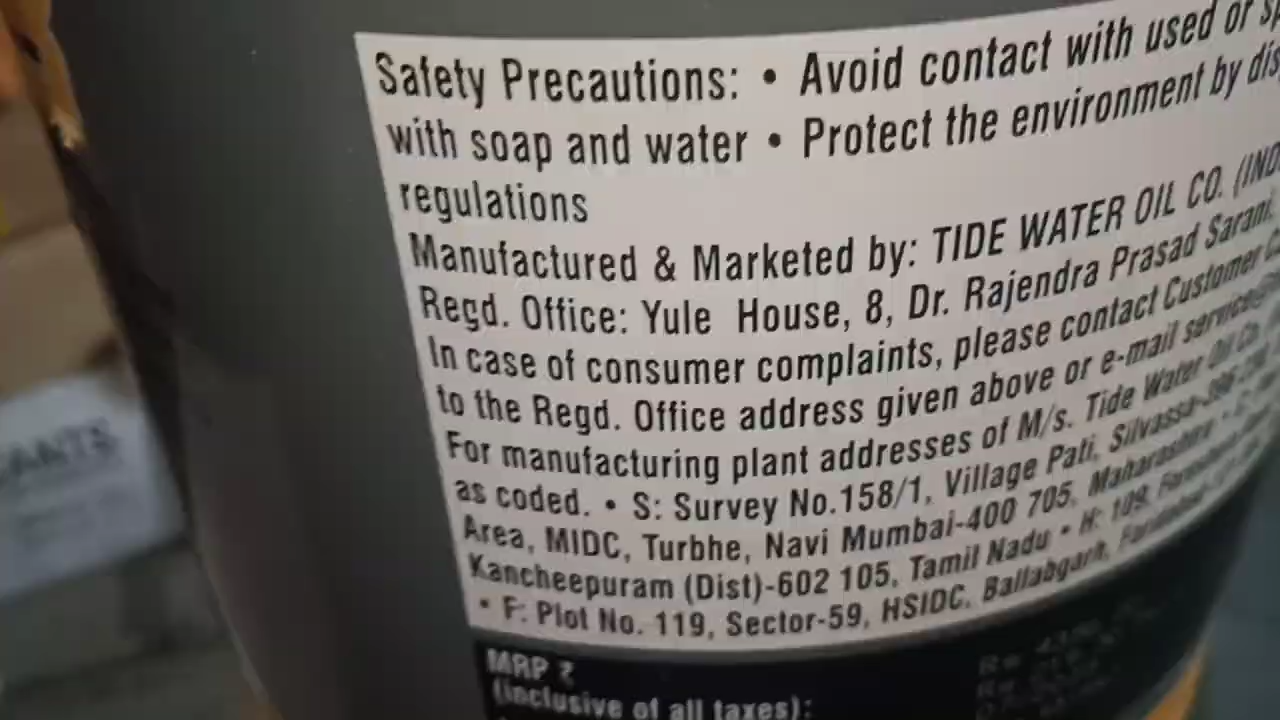 Safety Precautions: • Avoid contact with used or
with soap and water • Protect the environment by
regulations
Manufactured & Marketed by: TIDE WATER OIL CO. (IND
Regd. Office: Yule House, 8, Dr. Rajendra Prasad Sarani,
In case of consumer complaints, please contact Customer
to the Regd. Office address given above or e-mail
For manufacturing plant addresses of M/s. Tide Water Oil Co.
as coded. • S: Survey No.158/1, Village Pati, Silvassa-
Area, MIDC, Turbhe, Navi Mumbai-400 705, Maharashtra •
Kancheepuram (Dist)-602 105, Tamil Nadu • H: 109,
• F: Plot No. 119, Sector-59, HSIDC, Ballabgarh,
MRP ₹
(inclusive of all taxes):